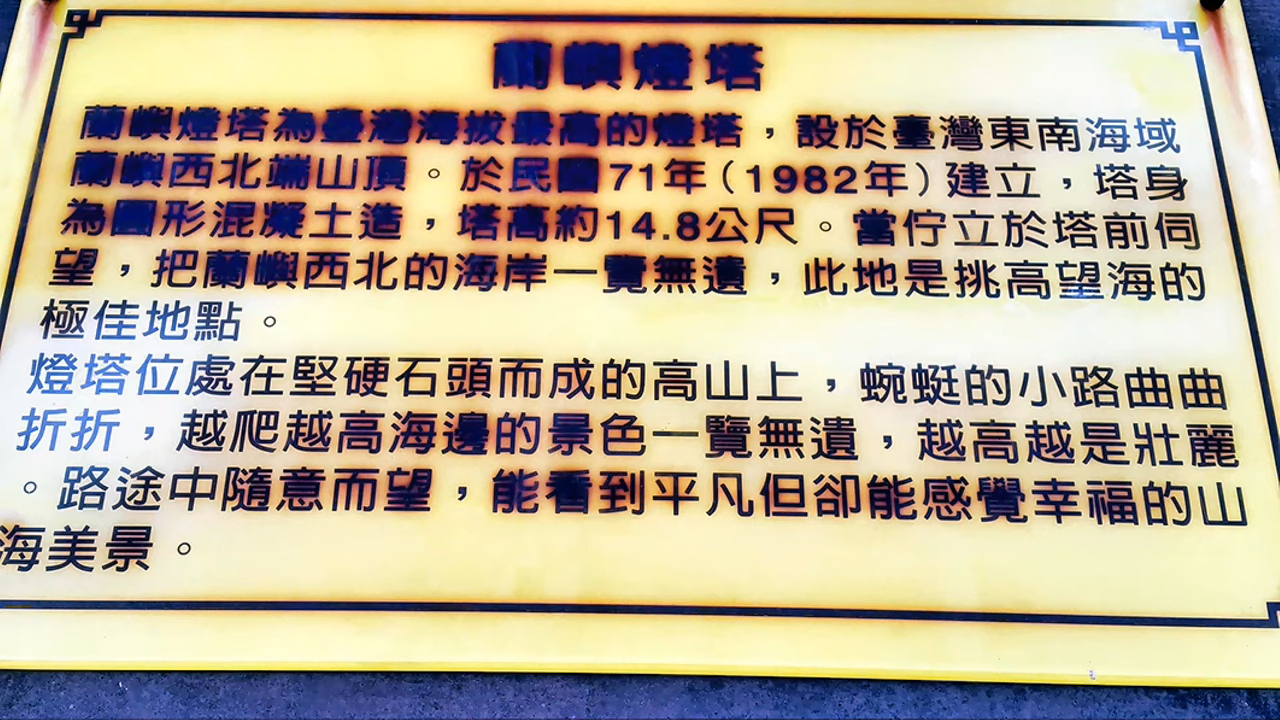 蘭嶼燈塔
蘭嶼燈塔為臺灣海拔最高的燈塔，設於臺灣東南海域
蘭嶼西北端山頂。於民國71年（1982年）建立，塔身
為圓形混凝土造，塔高約14.8公尺。當佇立於塔前伺
望，把蘭嶼西北的海岸一覽無遺，此地是挑高望海的
極佳地點。
燈塔位處在堅硬石頭而成的高山上，蜿蜒的小路曲曲
折折，越爬越高海邊的景色一覽無遺，越高越是壯麗
。路途中隨意而望，能看到平凡但卻能感覺幸福的山
海美景。